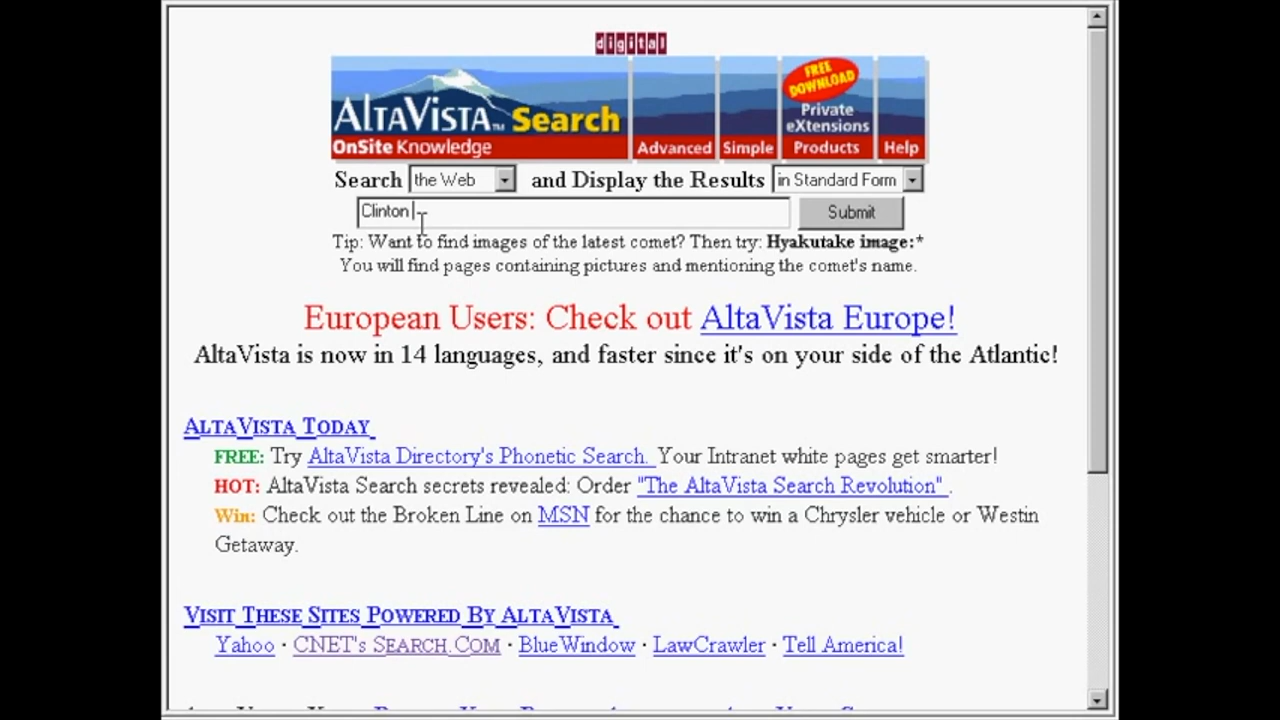 digital
ALTAVISTA™ Search
OnSite Knowledge
Advanced
Simple
FREE DOWNLOAD
Private eXtensions
Products
Help
Search the Web and Display the Results in Standard Form
Clinton
Submit
Tip: Want to find images of the latest comet? Then try: Hyakutake image:*
You will find pages containing pictures and mentioning the comet's name.
European Users: Check out AltaVista Europe!
AltaVista is now in 14 languages, and faster since it's on your side of the Atlantic!
ALTAVISTA TODAY
FREE: Try AltaVista Directory's Phonetic Search. Your Intranet white pages get smarter!
HOT: AltaVista Search secrets revealed: Order "The AltaVista Search Revolution" .
Win: Check out the Broken Line on MSN for the chance to win a Chrysler vehicle or Westin
Getaway.
VISIT THESE SITES POWERED BY ALTAVISTA
Yahoo · CNET's SEARCH.COM · BlueWindow · LawCrawler · Tell America!